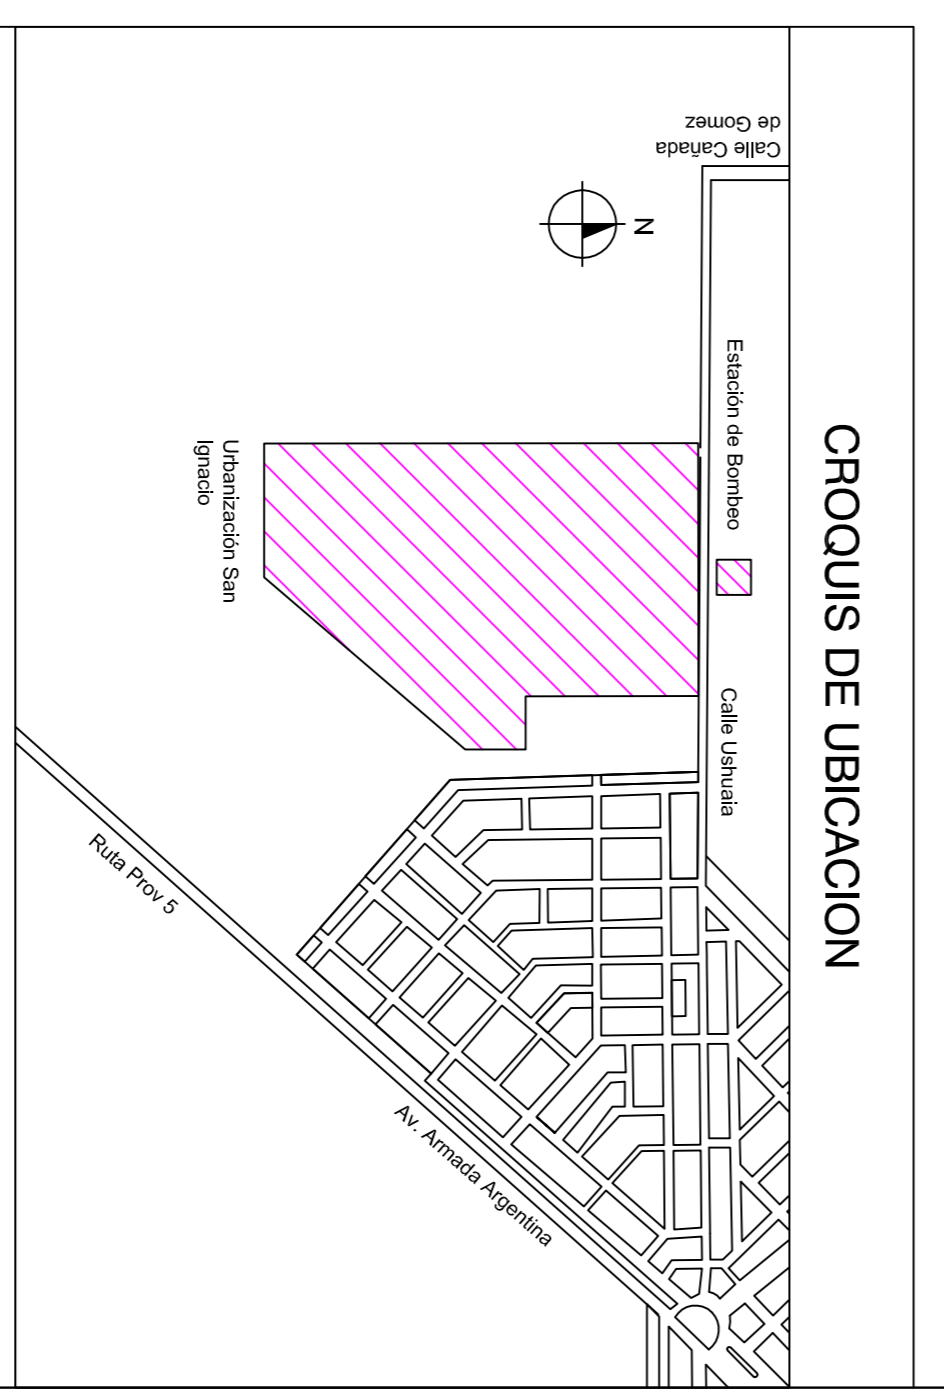 CROQUIS DE UBICACION
Calle Cañada
de Gomez
N
Estación de Bombeo
Calle Ushuaia
Urbanización San
Ignacio
Ruta Prov 5
Av. Armada Argentina